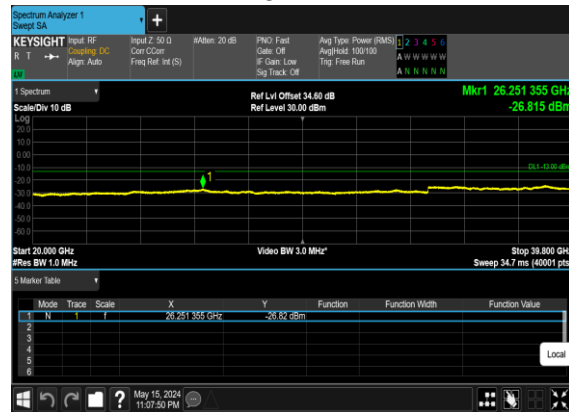 Spectrum Analyzer 1
Swept SA
+
KEYSIGHT Input: RF Input Z: 50 Ω #Atten: 20 dB PNO: Fast Avg Type: Power (RMS) 1 2 3 4 5 6
R T Coupling: DC Corr CCorr Gate: Off Avg|Hold: 100/100 A W W W W W
Align: Auto Freq Ref: Int (S) IF Gain: Low Trig: Free Run
LXI Sig Track: Off A N N N N N
1 Spectrum Ref Lvl Offset 34.60 dB Mkr1 26.251 355 GHz
Scale/Div 10 dB Ref Level 30.00 dBm -26.815 dBm
Log
20.0
10.0
0.00
-10.0 DL1 -13.00 dBm
-20.0 1
-30.0
-40.0
-50.0
-60.0
Start 20.000 GHz Video BW 3.0 MHz* Stop 39.800 GHz
#Res BW 1.0 MHz Sweep 34.7 ms (40001 pts)
5 Marker Table
Mode Trace Scale X Y Function Function Width Function Value
1 N 1 f 26.251 355 GHz -26.82 dBm
2
3
4
5
6
Local
? May 15, 2024
11:07:50 PM